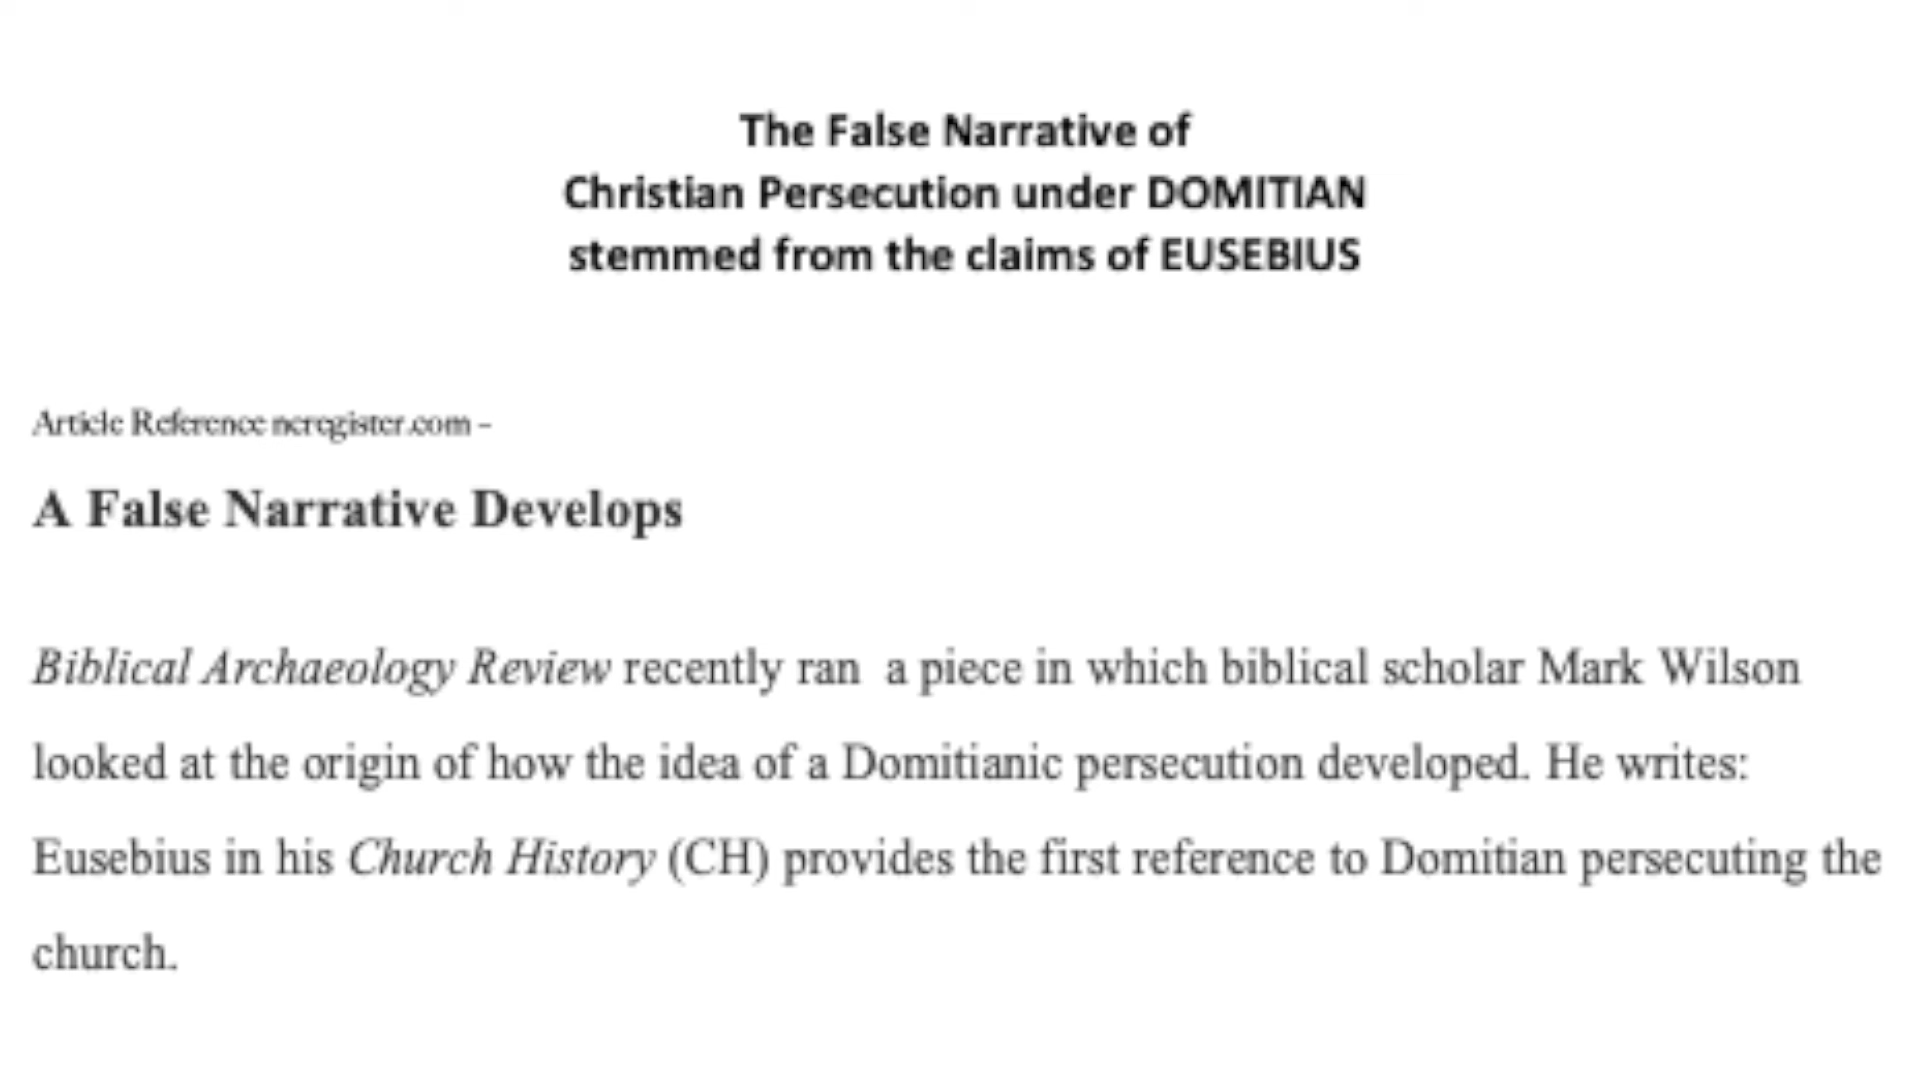 The False Narrative of
Christian Persecution under DOMITIAN
stemmed from the claims of EUSEBIUS
Article Reference ncregister.com –
A False Narrative Develops
Biblical Archaeology Review recently ran  a piece in which biblical scholar Mark Wilson
looked at the origin of how the idea of a Domitianic persecution developed. He writes:
Eusebius in his Church History (CH) provides the first reference to Domitian persecuting the
church.